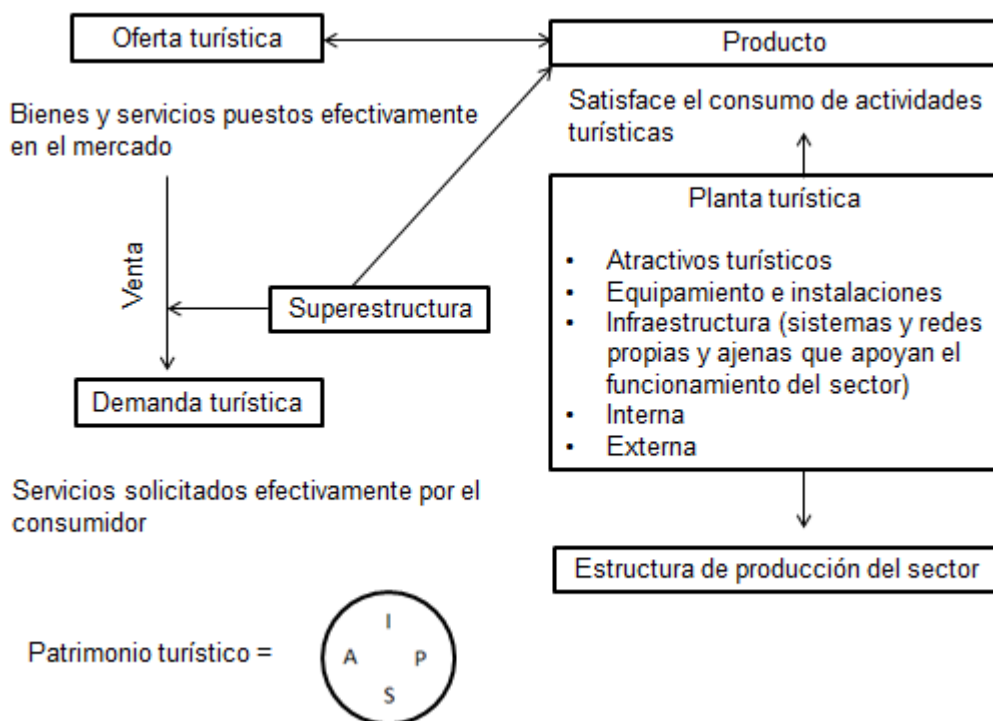 Oferta turística
Producto
Bienes y servicios puestos efectivamente
en el mercado
Satisface el consumo de actividades
turísticas
Venta
Superestructura
Planta turística
• Atractivos turísticos
• Equipamiento e instalaciones
• Infraestructura (sistemas y redes
propias y ajenas que apoyan el
funcionamiento del sector)
• Interna
• Externa
Demanda turística
Servicios solicitados efectivamente por el
consumidor
Estructura de producción del sector
Patrimonio turístico =
I
A P
S